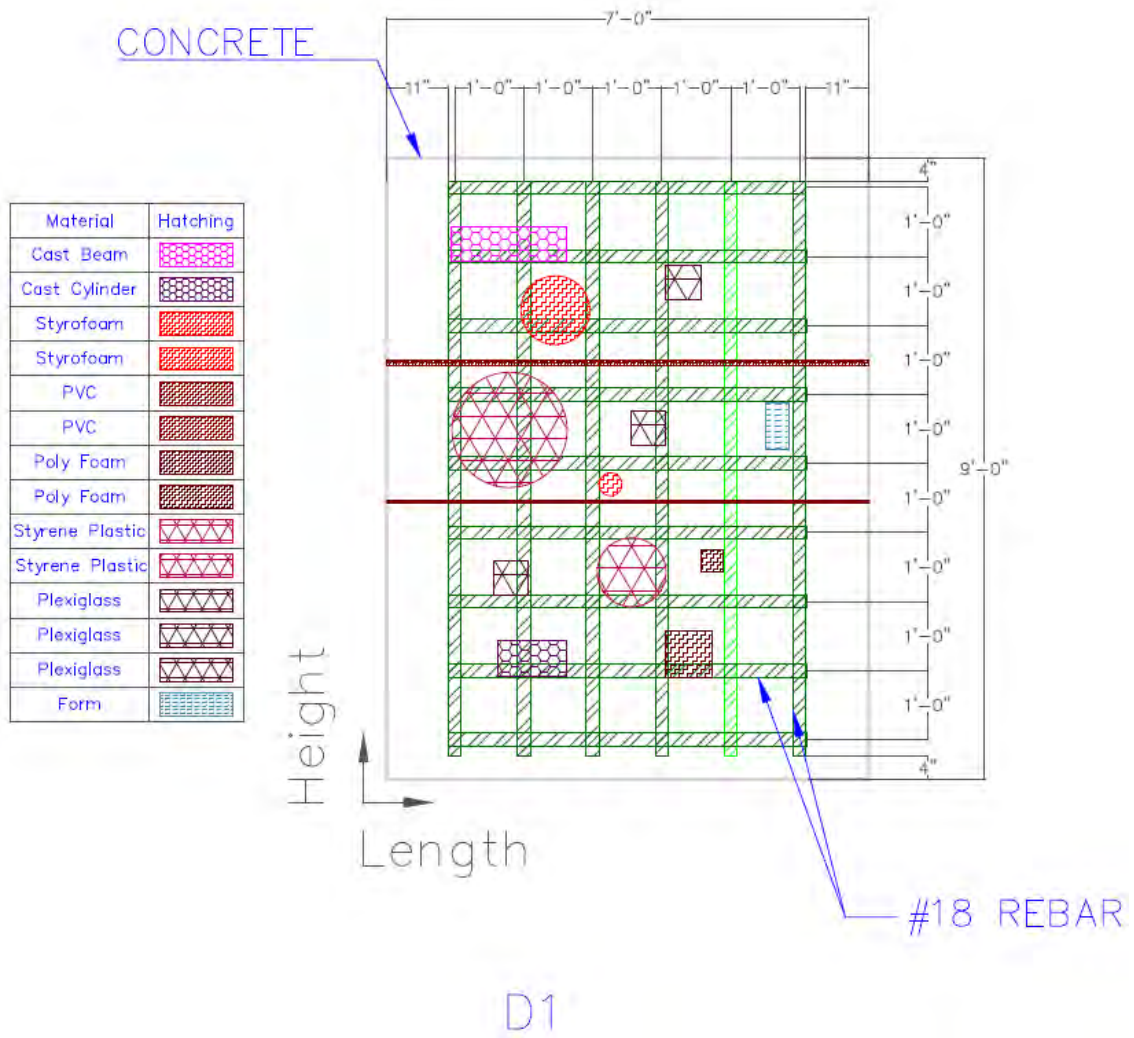 7'-0"
CONCRETE
11" 1'-0" 1'-0" 1'-0" 1'-0" 1'-0" 11"
4"
1'-0"
1'-0"
1'-0"
1'-0"
1'-0"
1'-0"
1'-0"
1'-0"
4"
9'-0"
Material Hatching
Cast Beam
Cast Cylinder
Styrofoam
Styrofoam
PVC
PVC
Poly Foam
Poly Foam
Styrene Plastic
Styrene Plastic
Plexiglass
Plexiglass
Plexiglass
Form
Height
Length
#18 REBAR
D1